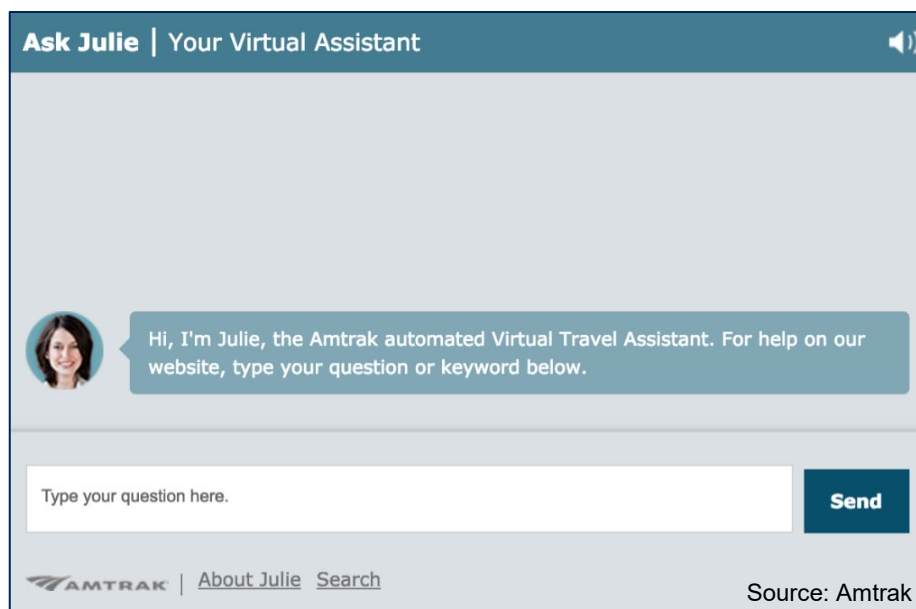 Ask Julie | Your Virtual Assistant
Hi, I'm Julie, the Amtrak automated Virtual Travel Assistant. For help on our
website, type your question or keyword below.
Type your question here.
Send
AMTRAK | About Julie Search
Source: Amtrak